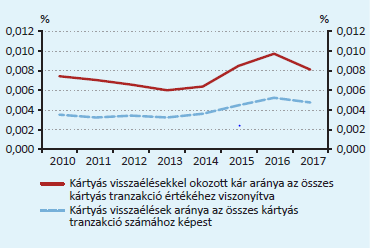 % %
0,012 0,012
0,010 0,010
0,008 0,008
0,006 0,006
0,004 0,004
0,002 0,002
0,000 0,000
2010 2011 2012 2013 2014 2015 2016 2017
Kártyás visszaélésekkel okozott kár aránya az összes
kártyás tranzakció értékéhez viszonyítva
Kártyás visszaélések aránya az összes kártyás
tranzakció számához képest